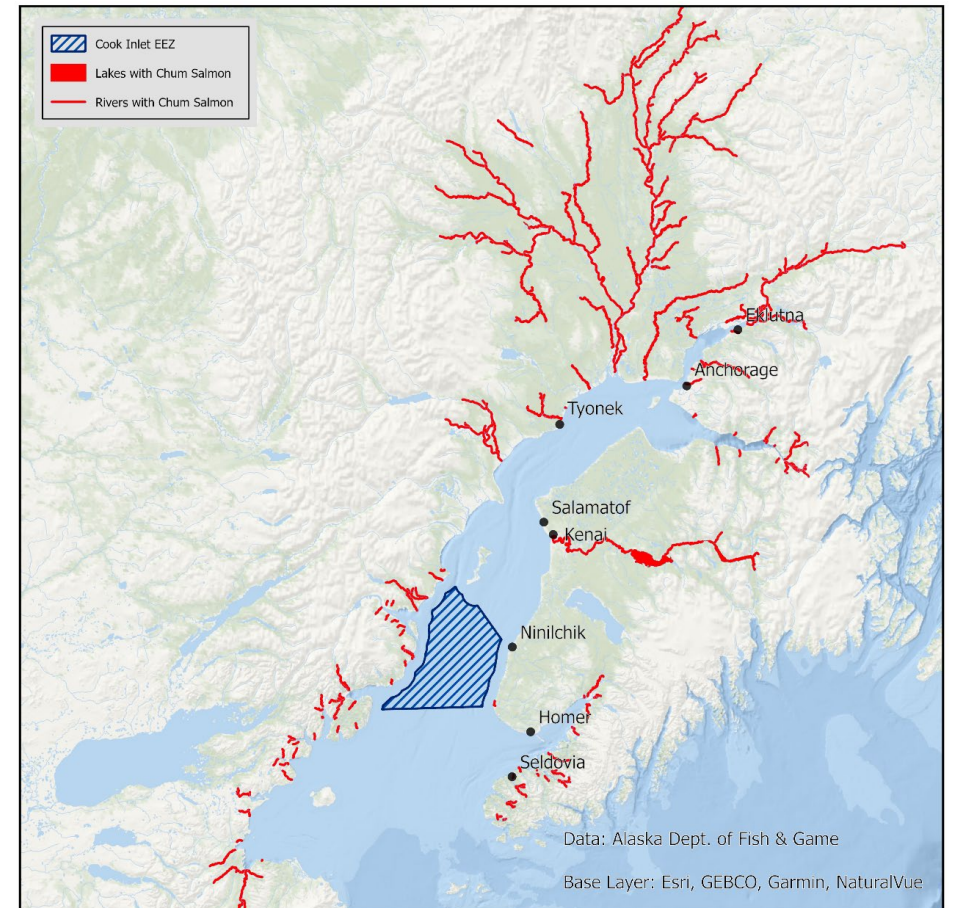 Cook Inlet EEZ
Lakes with Chum Salmon
Rivers with Chum Salmon
Eklutna
Anchorage
Tyonek
Salamatof
Kenai
Ninilchik
Homer
Seldovia
Data: Alaska Dept. of Fish & Game
Base Layer: Esri, GEBCO, Garmin, NaturalVue